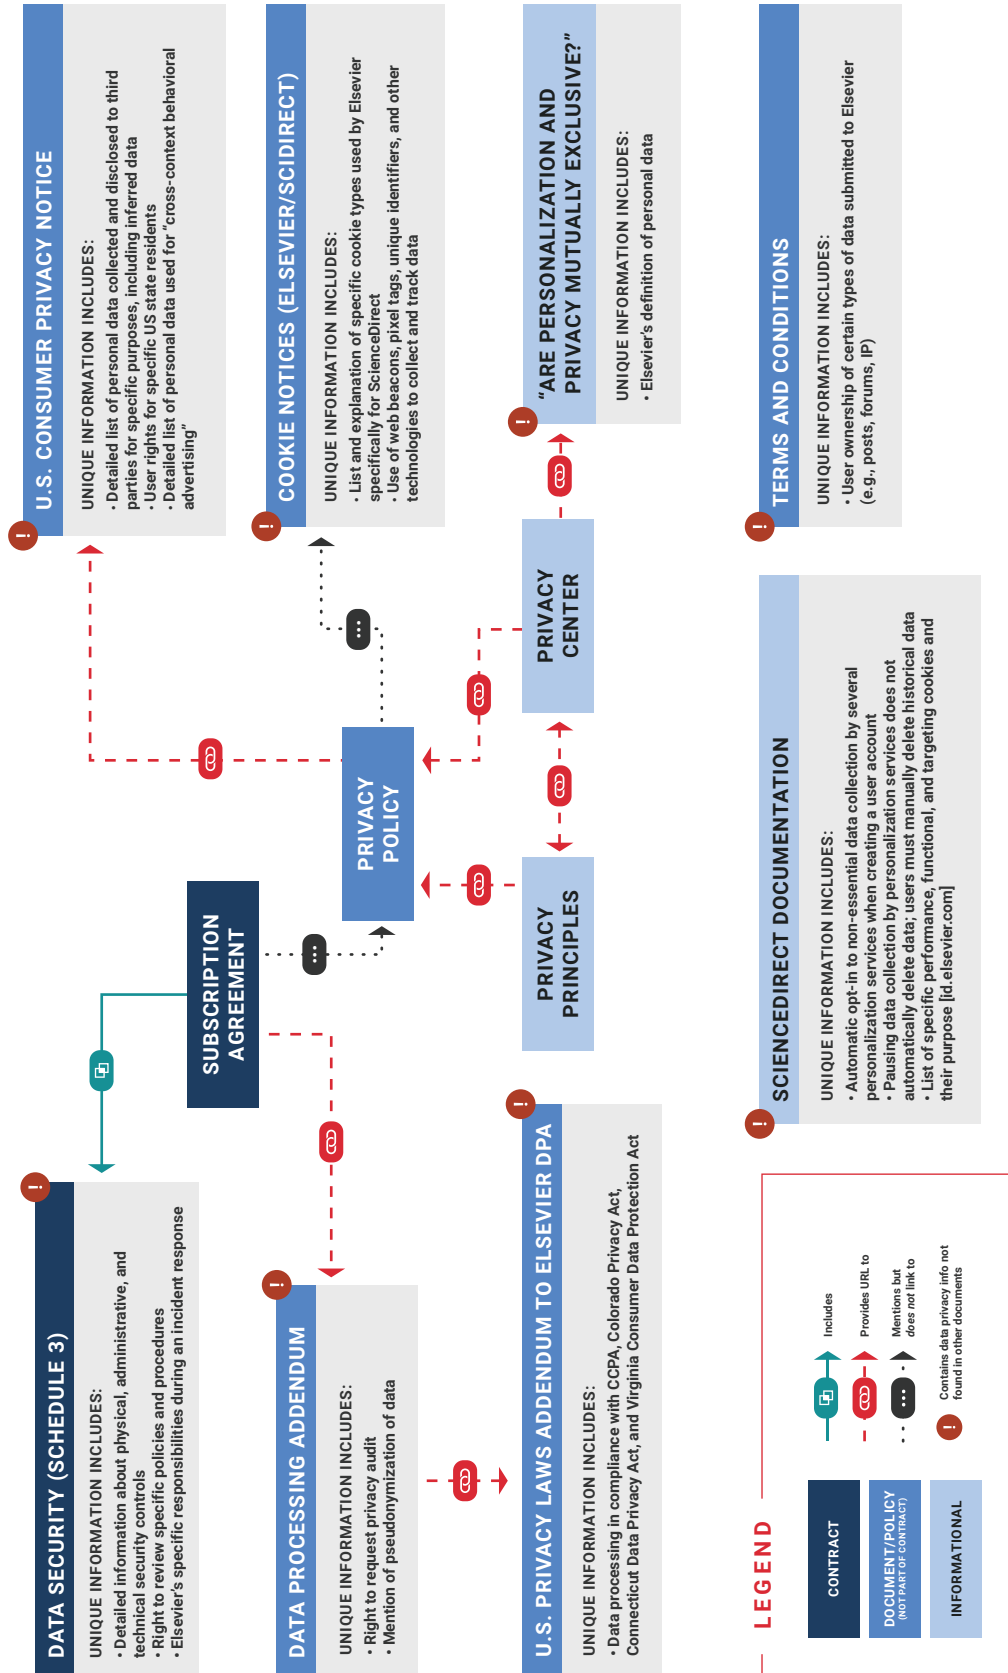 DATA SECURITY (SCHEDULE 3)
UNIQUE INFORMATION INCLUDES:
• Detailed information about physical, administrative, and
technical security controls
• Right to review specific policies and procedures
• Elsevier’s specific responsibilities during an incident response
SUBSCRIPTION
AGREEMENT
U.S. CONSUMER PRIVACY NOTICE
UNIQUE INFORMATION INCLUDES:
• Detailed list of personal data collected and disclosed to third
parties for specific purposes, including inferred data
• User rights for specific US state residents
• Detailed list of personal data used for “cross-context behavioral
advertising”
DATA PROCESSING ADDENDUM
UNIQUE INFORMATION INCLUDES:
• Right to request privacy audit
• Mention of pseudonymization of data
PRIVACY
POLICY
COOKIE NOTICES (ELSEVIER/SCIDIRECT)
UNIQUE INFORMATION INCLUDES:
• List and explanation of specific cookie types used by Elsevier
specifically for ScienceDirect
• Use of web beacons, pixel tags, unique identifiers, and other
technologies to collect and track data
U.S. PRIVACY LAWS ADDENDUM TO ELSEVIER DPA
UNIQUE INFORMATION INCLUDES:
• Data processing in compliance with CCPA, Colorado Privacy Act,
Connecticut Data Privacy Act, and Virginia Consumer Data Protection Act
PRIVACY
PRINCIPLES
PRIVACY
CENTER
“ARE PERSONALIZATION AND
PRIVACY MUTUALLY EXCLUSIVE?”
UNIQUE INFORMATION INCLUDES:
• Elsevier’s definition of personal data
LEGEND
CONTRACT
DOCUMENT/POLICY
(NOT PART OF CONTRACT)
INFORMATIONAL
Includes
Provides URL to
Mentions but
does not link to
Contains data privacy info not
found in other documents
SCIENCEDIRECT DOCUMENTATION
UNIQUE INFORMATION INCLUDES:
• Automatic opt-in to non-essential data collection by several
personalization services when creating a user account
• Pausing data collection by personalization services does not
automatically delete data; users must manually delete historical data
• List of specific performance, functional, and targeting cookies and
their purpose [id.elsevier.com]
TERMS AND CONDITIONS
UNIQUE INFORMATION INCLUDES:
• User ownership of certain types of data submitted to Elsevier
(e.g., posts, forums, IP)